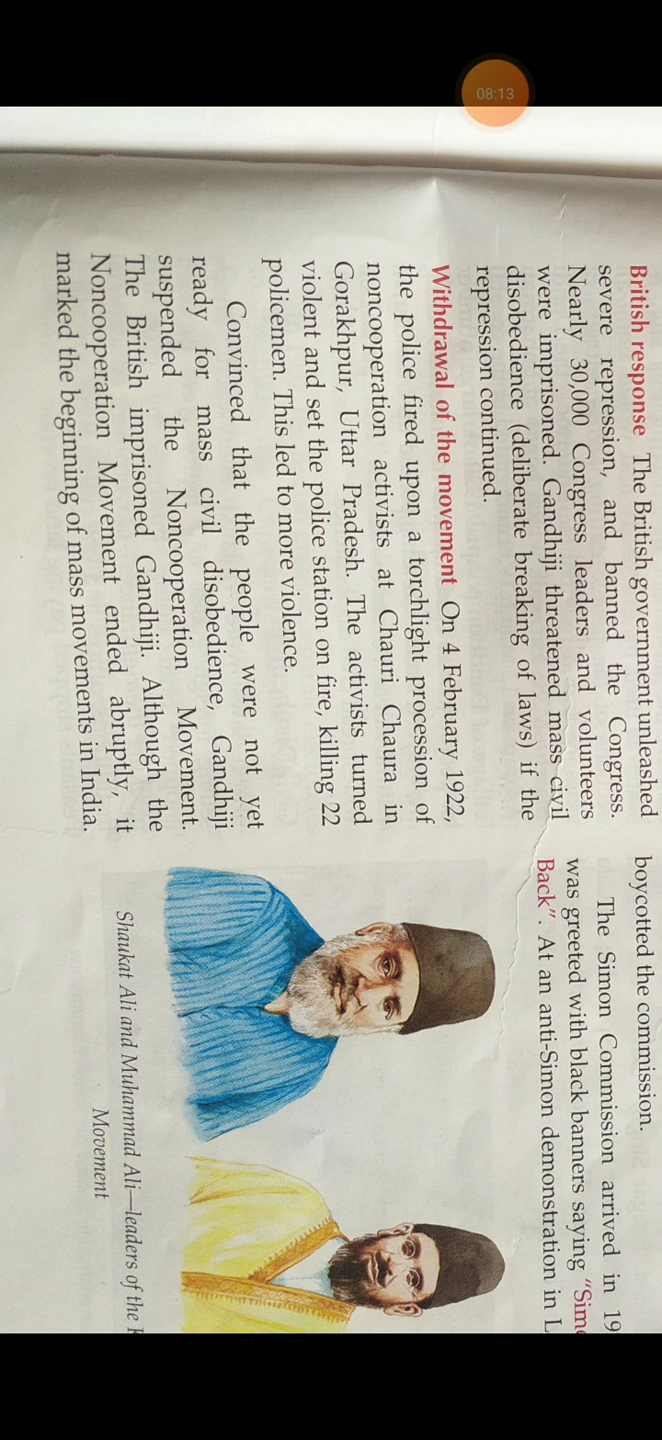 08:13
British response The British government unleashed
severe repression, and banned the Congress.
Nearly 30,000 Congress leaders and volunteers
were imprisoned. Gandhiji threatened mass civil
disobedience (deliberate breaking of laws) if the
repression continued.
Withdrawal of the movement On 4 February 1922,
the police fired upon a torchlight procession of
noncooperation activists at Chauri Chaura in
Gorakhpur, Uttar Pradesh. The activists turned
violent and set the police station on fire, killing 22
policemen. This led to more violence.
Convinced that the people were not yet
ready for mass civil disobedience, Gandhiji
suspended the Noncooperation Movement.
The British imprisoned Gandhiji. Although the
Noncooperation Movement ended abruptly, it
marked the beginning of mass movements in India.
boycotted the commission.
The Simon Commission arrived in 19
was greeted with black banners saying "Simo
Back". At an anti-Simon demonstration in L
Shaukat Ali and Muhammad Ali—leaders of the
Movement